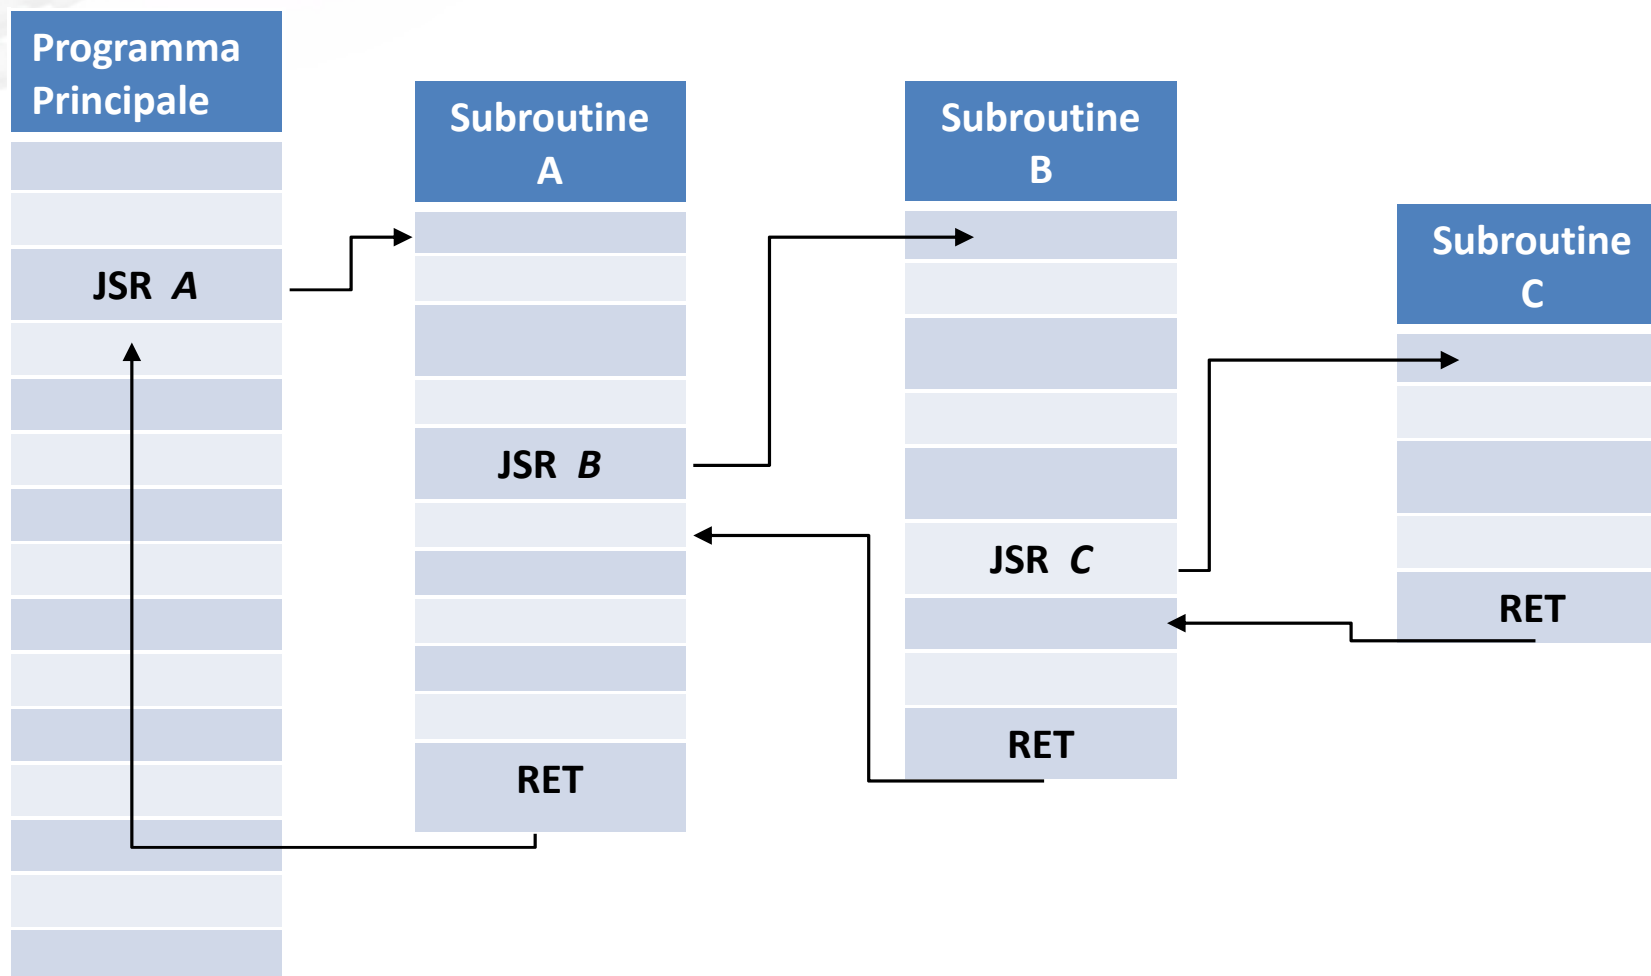 Programma
Principale
JSR A
Subroutine
A
JSR B
RET
Subroutine
B
JSR C
RET
Subroutine
C
RET